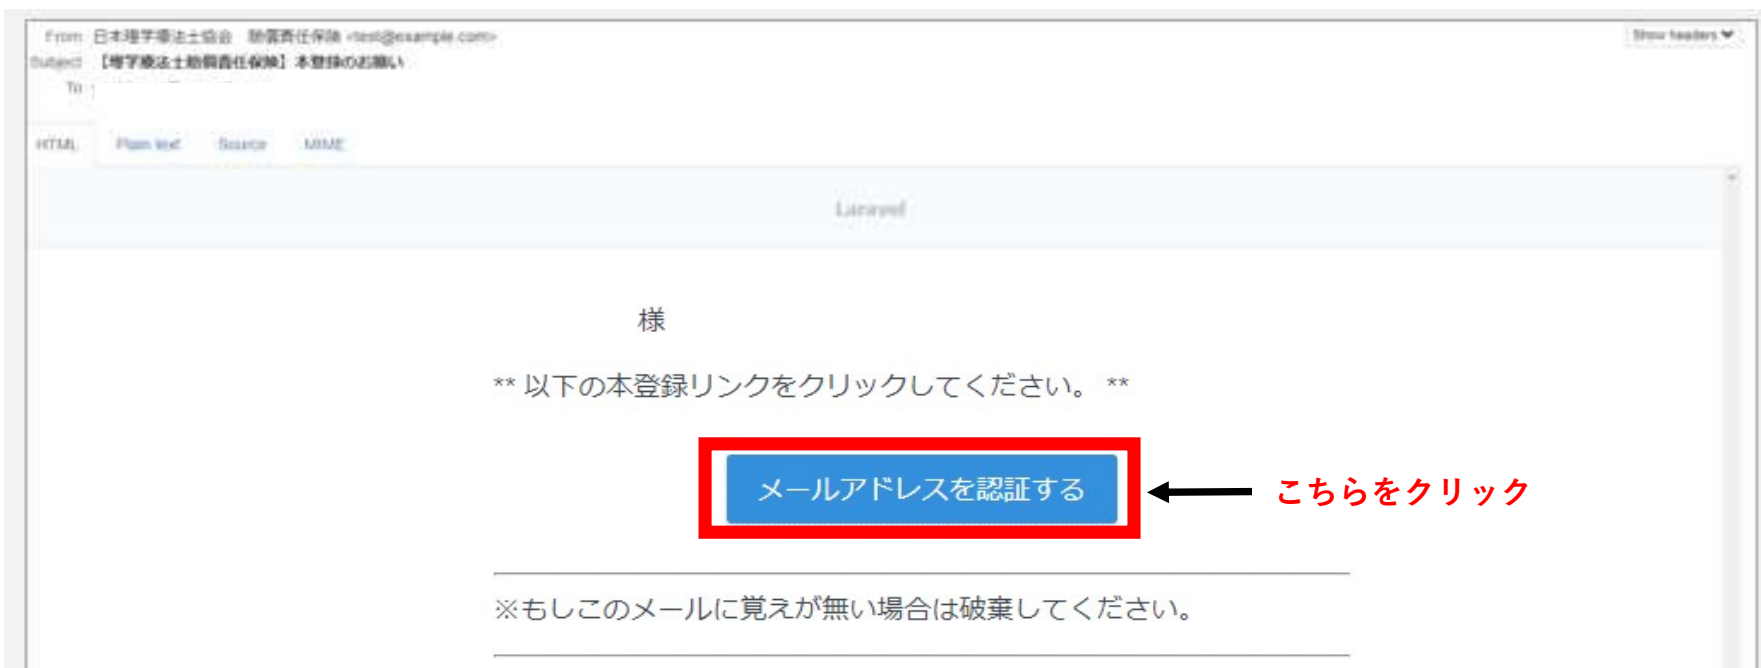 From 日本理学療法士協会 賠償責任保険 <test@example.com>
Show headers
Subject 【理学療法士賠償責任保険】本登録のお願い
To
HTML Plain text Source MIME
Laravel
様
** 以下の本登録リンクをクリックしてください。 **
メールアドレスを認証する
こちらをクリック
※もしこのメールに覚えが無い場合は破棄してください。